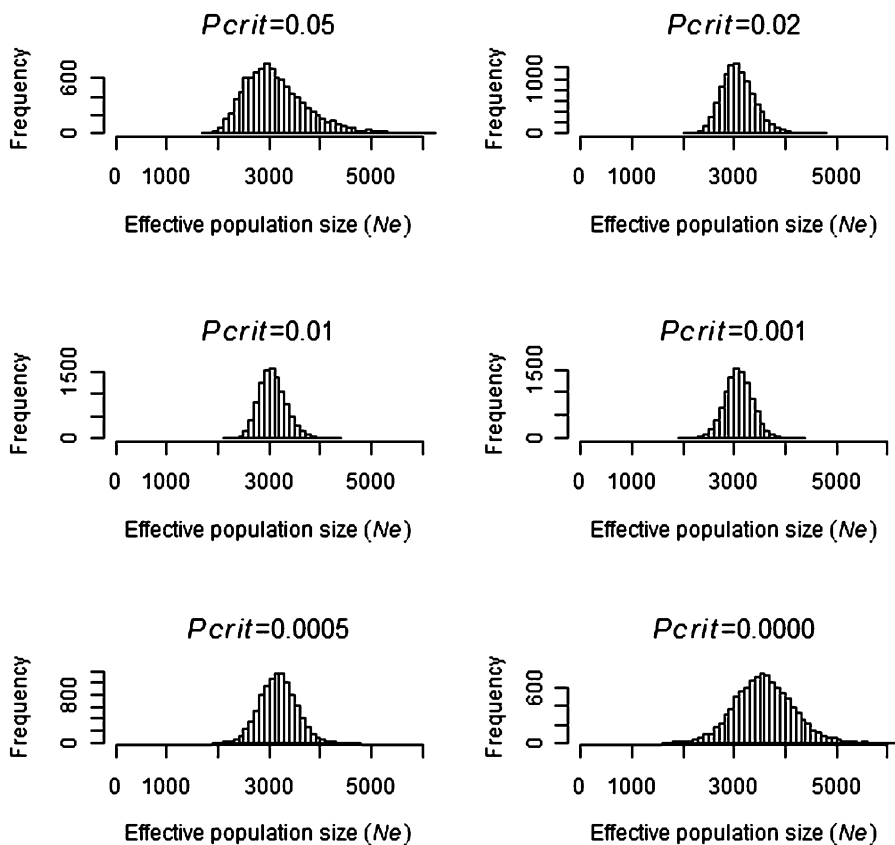 Pcrit=0.05
Frequency
0 600
0 1000 3000 5000
Effective population size (Ne)
Pcrit=0.02
Frequency
0 1000
0 1000 3000 5000
Effective population size (Ne)
Pcrit=0.01
Frequency
0 1500
0 1000 3000 5000
Effective population size (Ne)
Pcrit=0.001
Frequency
0 1500
0 1000 3000 5000
Effective population size (Ne)
Pcrit=0.0005
Frequency
0 800
0 1000 3000 5000
Effective population size (Ne)
Pcrit=0.0000
Frequency
0 600
0 1000 3000 5000
Effective population size (Ne)